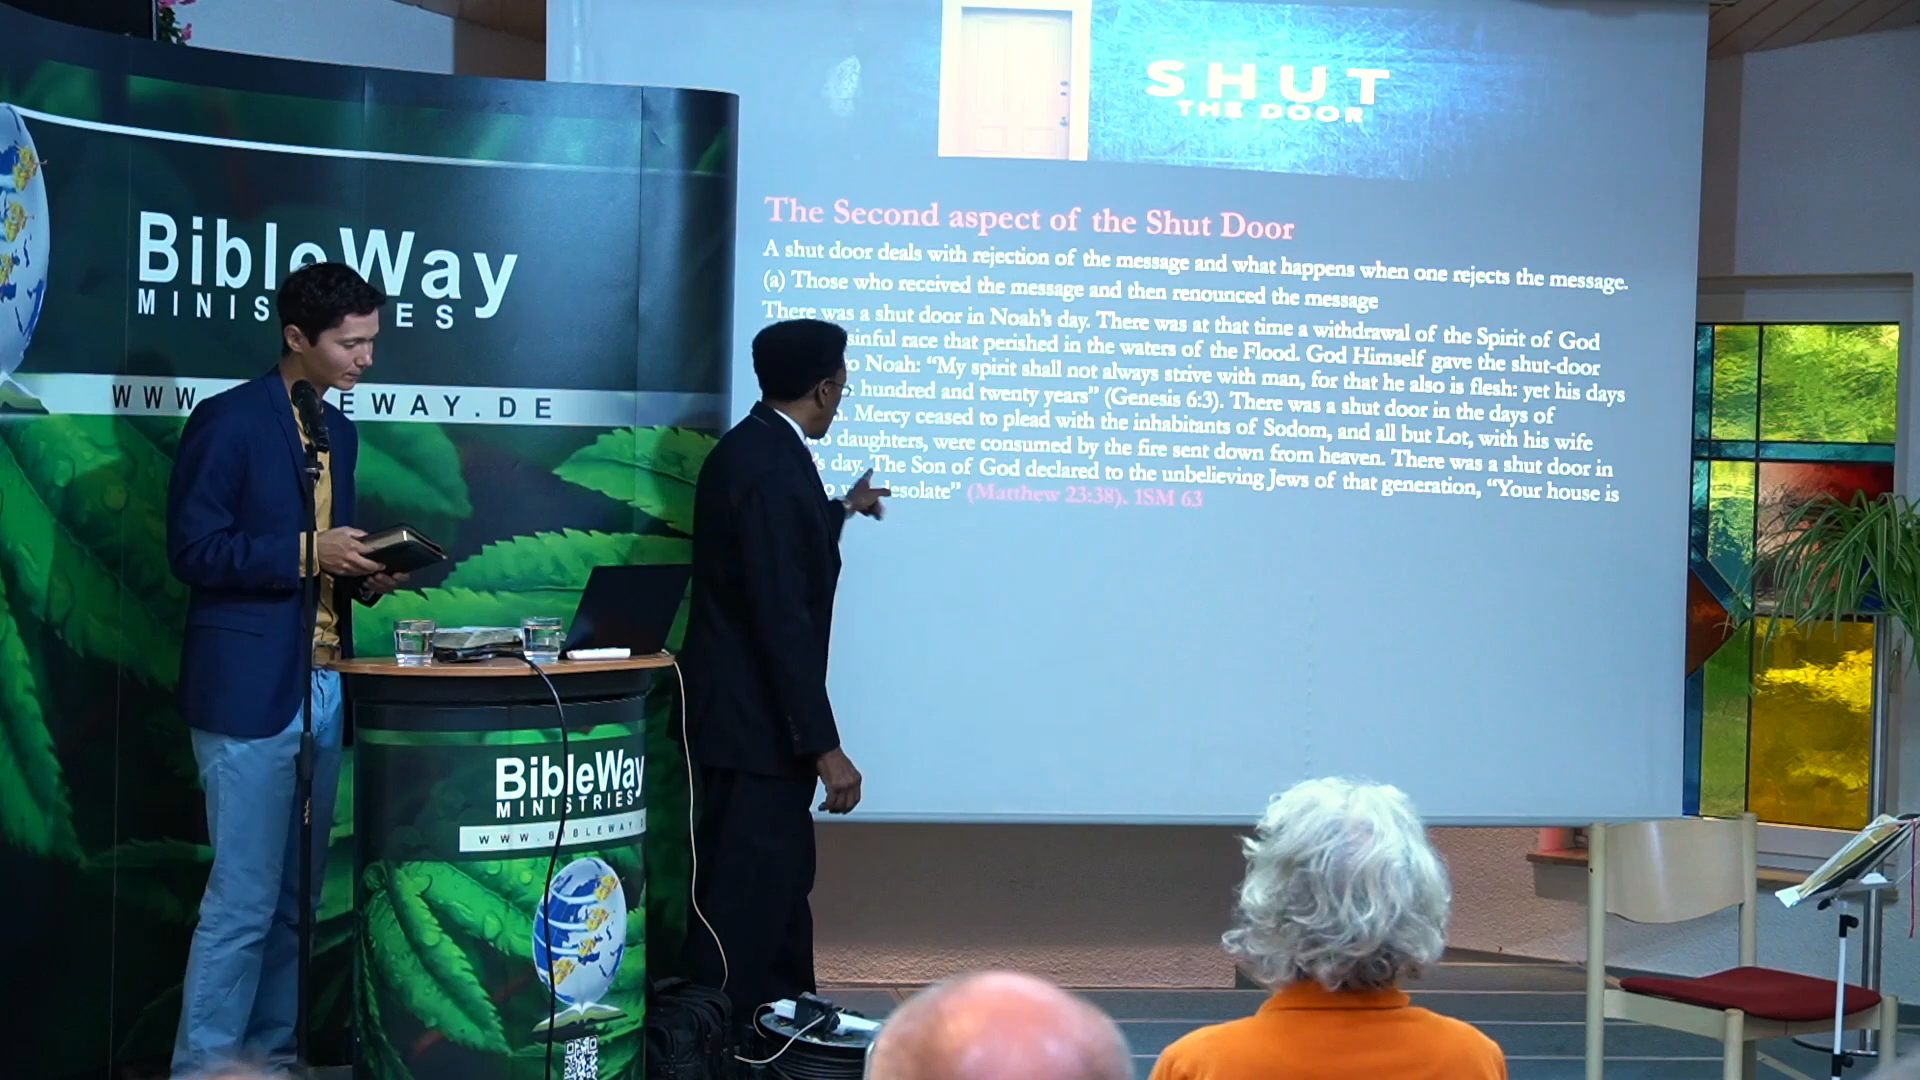 SHUT
THE DOOR
The Second aspect of the Shut Door
A shut door deals with rejection of the message and what happens when one rejects the message.
(a) Those who received the message and then renounced the message
There was a shut door in Noah's day. There was at that time a withdrawal of the Spirit of God
race that perished in the waters of the Flood. God Himself gave the shut-door
Noah: “My spirit shall not always strive with man, for that he also is flesh: yet his days
hundred and twenty years” (Genesis 6:3). There was a shut door in the days of
Mercy ceased to plead with the inhabitants of Sodom, and all but Lot, with his wife
daughters, were consumed by the fire sent down from heaven. There was a shut door in
day. The Son of God declared to the unbelieving Jews of that generation, “Your house is
(Matthew 23:38). 1SM 63
BibleWay
WWW.
EWAY.DE
BibleWay
MINISTRIES
WWW.BIBLEWAY